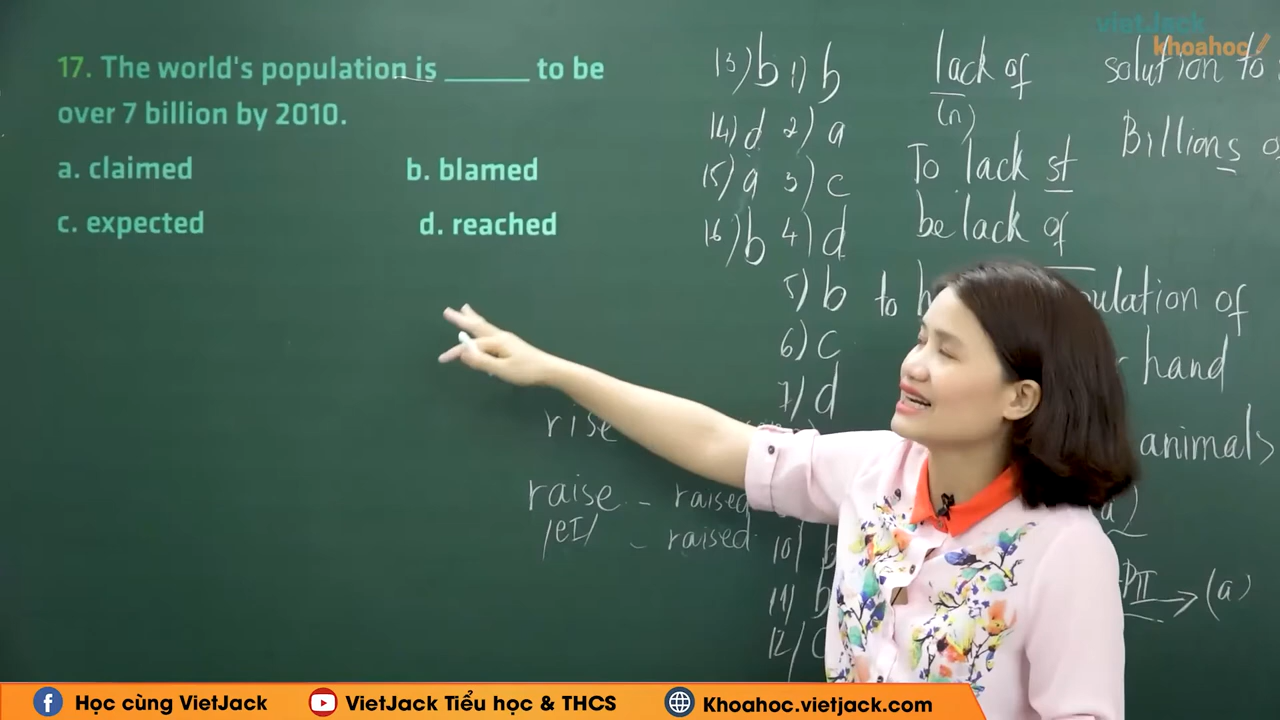 vietJack
khoahoc
17. The world's population is ______ to be
over 7 billion by 2010.
a. claimed
b. blamed
c. expected
d. reached
13) b 1) b
14) d 2) a
15) a 3) c
16) b 4) d
5) b
6) c
7) d
10) b
11) b
12) c
lack of
(n)
To lack st
be lack of
to
of
hand
animals
solution to
Billions
rise
raise - raised
/eI/ - raised
PII → (a)
Học cùng VietJack
VietJack Tiểu học & THCS
Khoahoc.vietjack.com